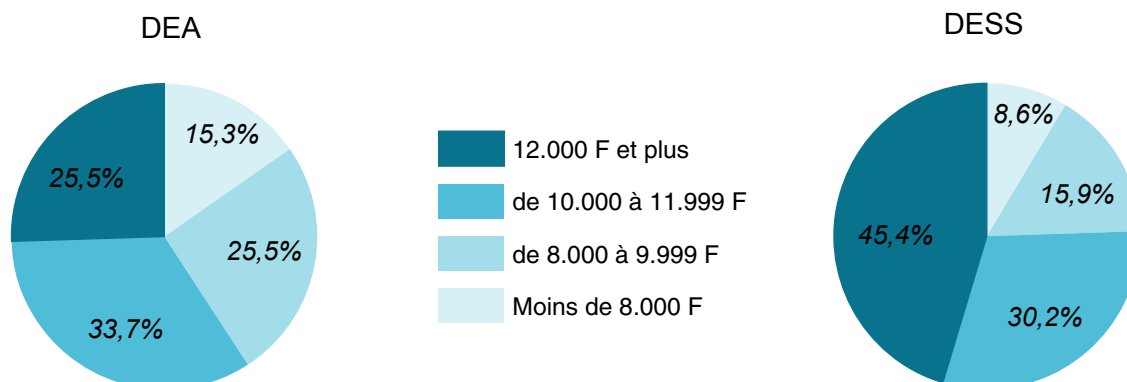 DEA
15,3%
25,5%
25,5%
33,7%
12.000 F et plus
de 10.000 à 11.999 F
de 8.000 à 9.999 F
Moins de 8.000 F
DESS
8,6%
15,9%
45,4%
30,2%